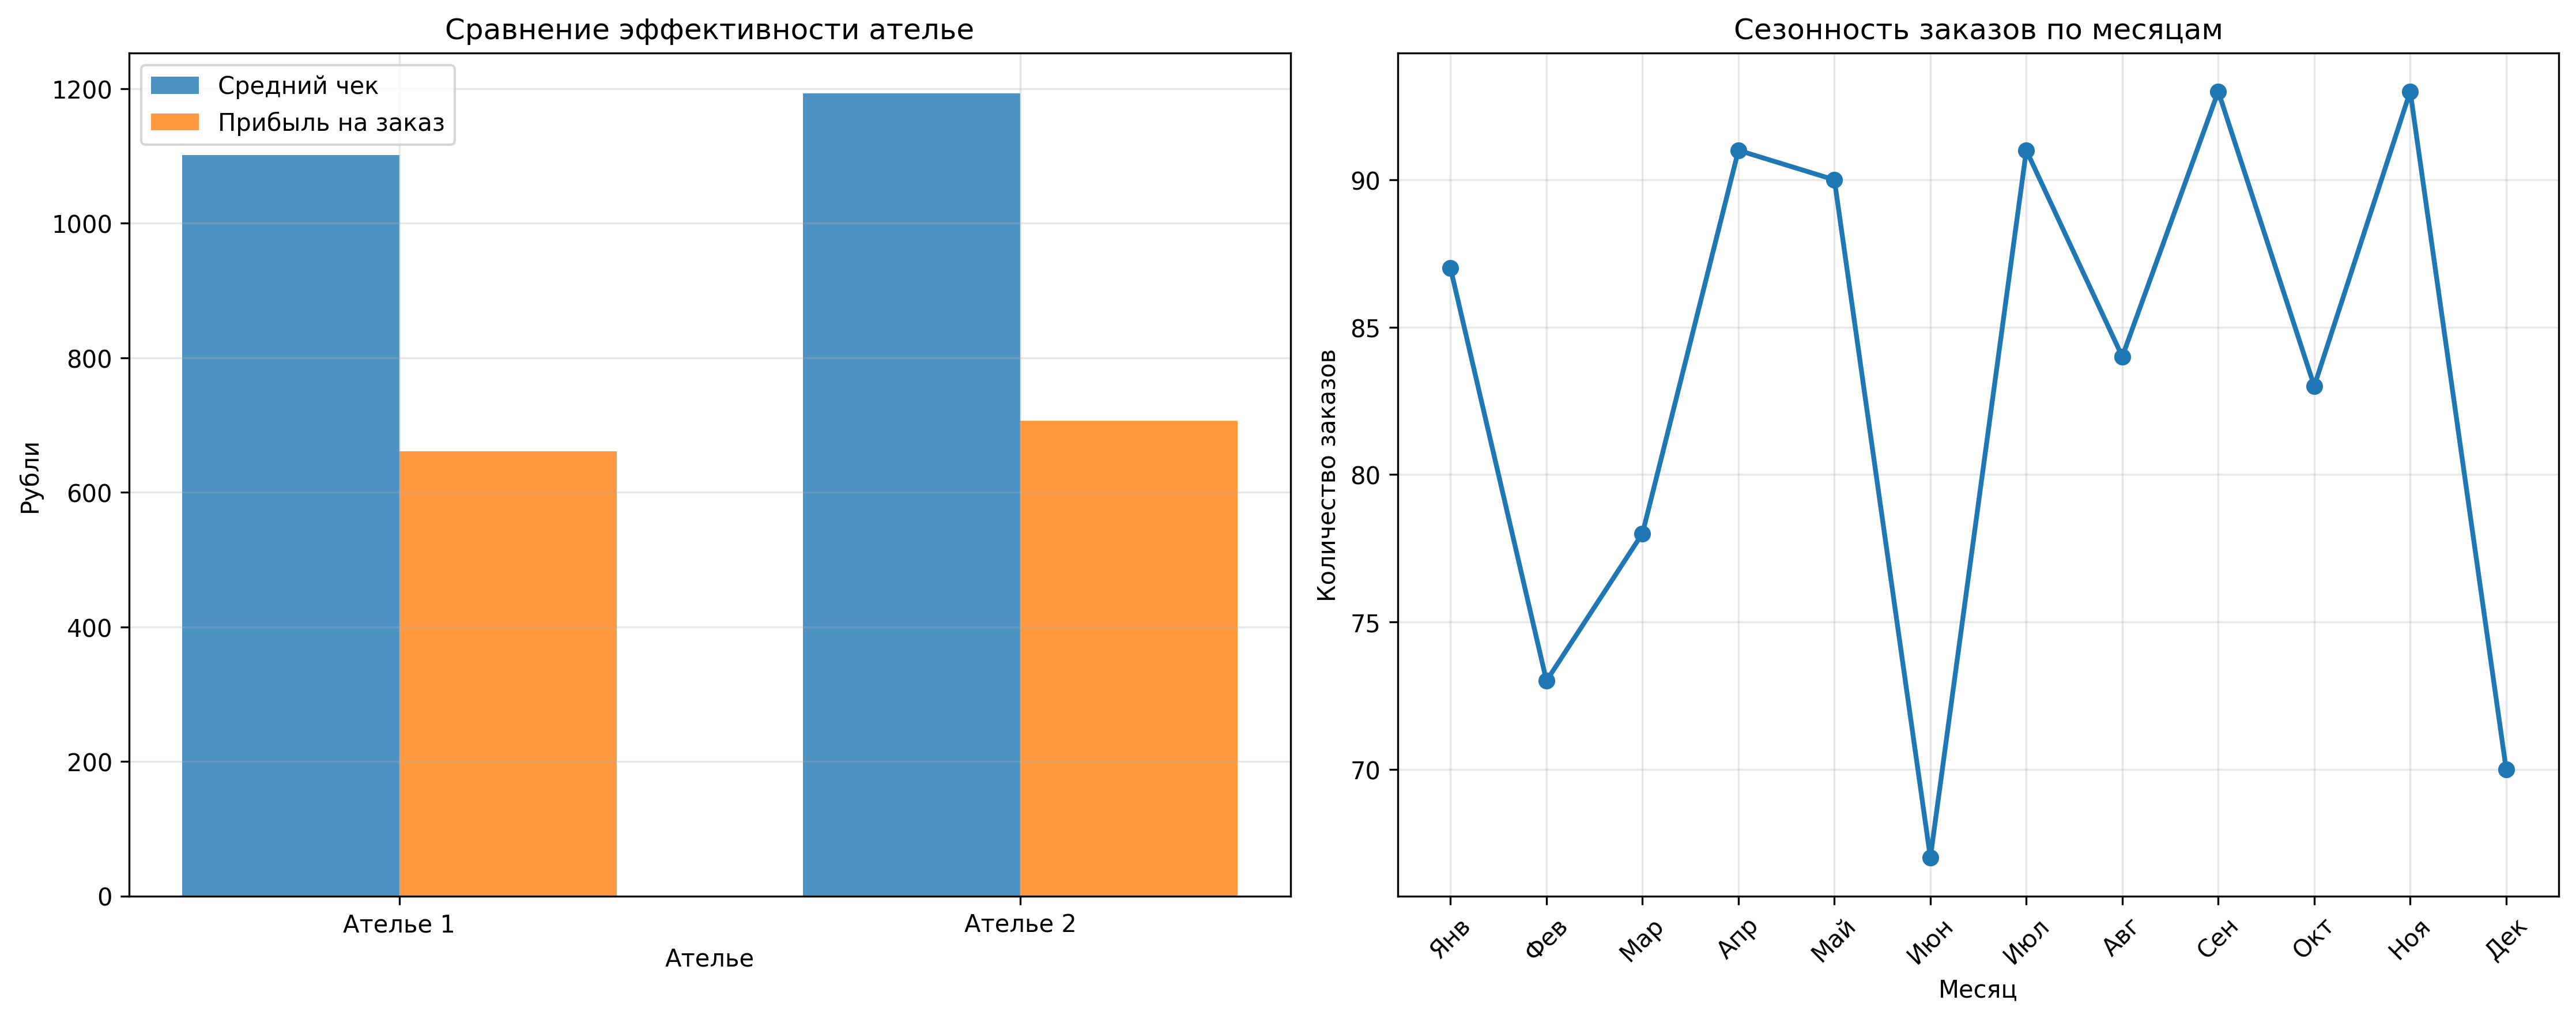 Сравнение эффективности ателье
Средний чек
Прибыль на заказ
Рубли
1200
1000
800
600
400
200
0
Ателье 1
Ателье 2
Ателье
Сезонность заказов по месяцам
Количество заказов
90
85
80
75
70
Янв
Фев
Мар
Апр
Май
Июн
Июл
Авг
Сен
Окт
Ноя
Дек
Месяц